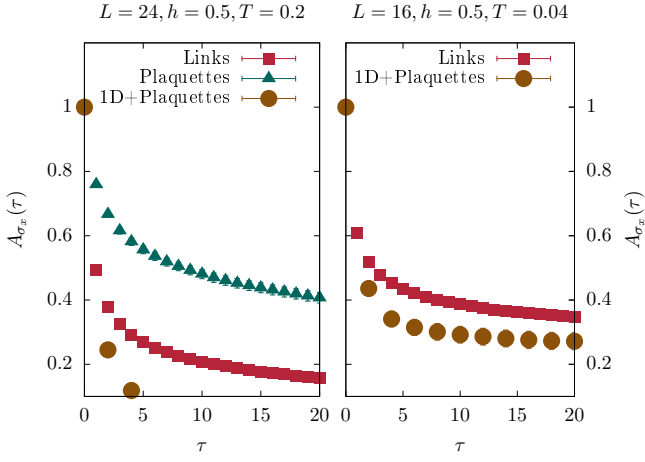 L = 24, h = 0.5, T = 0.2
L = 16, h = 0.5, T = 0.04
Links
Plaquettes
1D+Plaquettes
Links
1D+Plaquettes
1
0.8
0.6
0.4
0.2
1
0.8
0.6
0.4
0.2
A_{σ_x}(τ)
A_{σ_x}(τ)
0 5 10 15 20
0 5 10 15 20
τ
τ